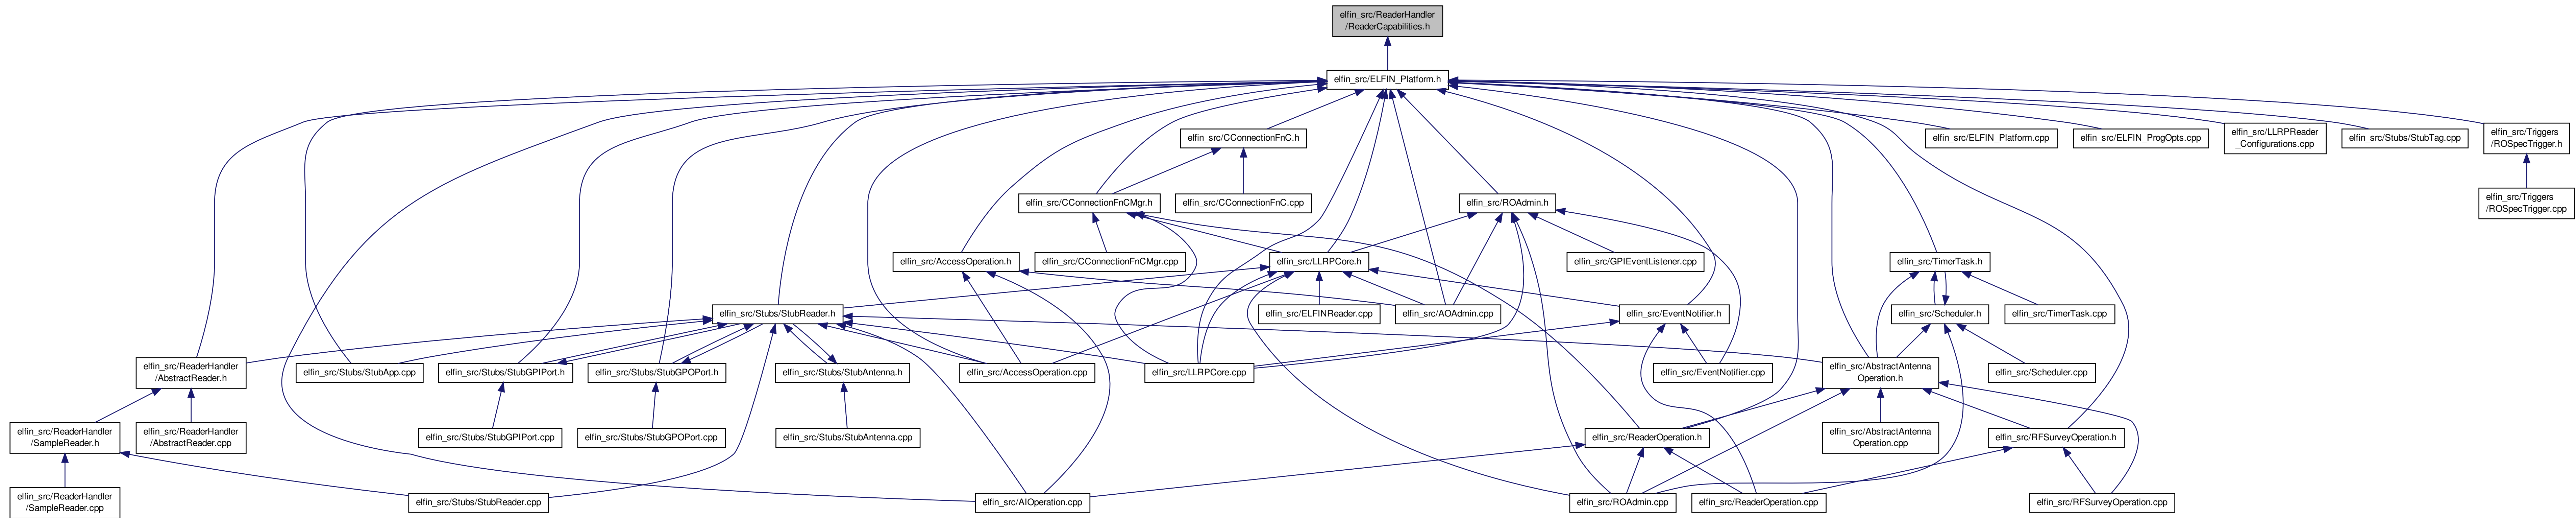 elfin_src/ReaderHandler
/ReaderCapabilities.h
elfin_src/ELFIN_Platform.h
elfin_src/CConnectionFnC.h
elfin_src/ELFIN_Platform.cpp
elfin_src/ELFIN_ProgOpts.cpp
elfin_src/LLRPReader
_Configurations.cpp
elfin_src/Stubs/StubTag.cpp
elfin_src/Triggers
/ROSpecTrigger.h
elfin_src/CConnectionFnCMgr.h
elfin_src/CConnectionFnC.cpp
elfin_src/ROAdmin.h
elfin_src/Triggers
/ROSpecTrigger.cpp
elfin_src/AccessOperation.h
elfin_src/CConnectionFnCMgr.cpp
elfin_src/LLRPCore.h
elfin_src/GPIEventListener.cpp
elfin_src/TimerTask.h
elfin_src/Stubs/StubReader.h
elfin_src/ELFINReader.cpp
elfin_src/AOAdmin.cpp
elfin_src/EventNotifier.h
elfin_src/Scheduler.h
elfin_src/TimerTask.cpp
elfin_src/ReaderHandler
/AbstractReader.h
elfin_src/Stubs/StubApp.cpp
elfin_src/Stubs/StubGPIPort.h
elfin_src/Stubs/StubGPOPort.h
elfin_src/Stubs/StubAntenna.h
elfin_src/AccessOperation.cpp
elfin_src/LLRPCore.cpp
elfin_src/EventNotifier.cpp
elfin_src/AbstractAntenna
Operation.h
elfin_src/Scheduler.cpp
elfin_src/ReaderHandler
/SampleReader.h
elfin_src/ReaderHandler
/AbstractReader.cpp
elfin_src/Stubs/StubGPIPort.cpp
elfin_src/Stubs/StubGPOPort.cpp
elfin_src/Stubs/StubAntenna.cpp
elfin_src/ReaderOperation.h
elfin_src/AbstractAntenna
Operation.cpp
elfin_src/RFSurveyOperation.h
elfin_src/ReaderHandler
/SampleReader.cpp
elfin_src/Stubs/StubReader.cpp
elfin_src/AIOperation.cpp
elfin_src/ROAdmin.cpp
elfin_src/ReaderOperation.cpp
elfin_src/RFSurveyOperation.cpp